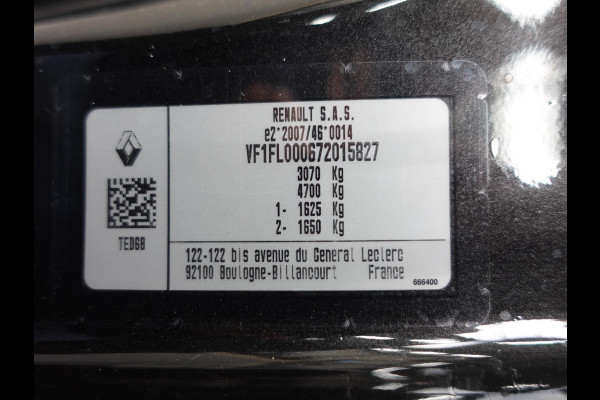 RENAULT S.A.S.
e2*2007/46*0014
VF1FL000672015827
3070 Kg
4700 Kg
1- 1625 Kg
2- 1650 Kg
TED68
122-122 bis avenue du General Leclerc
92100 Boulogne-Billancourt France
666400